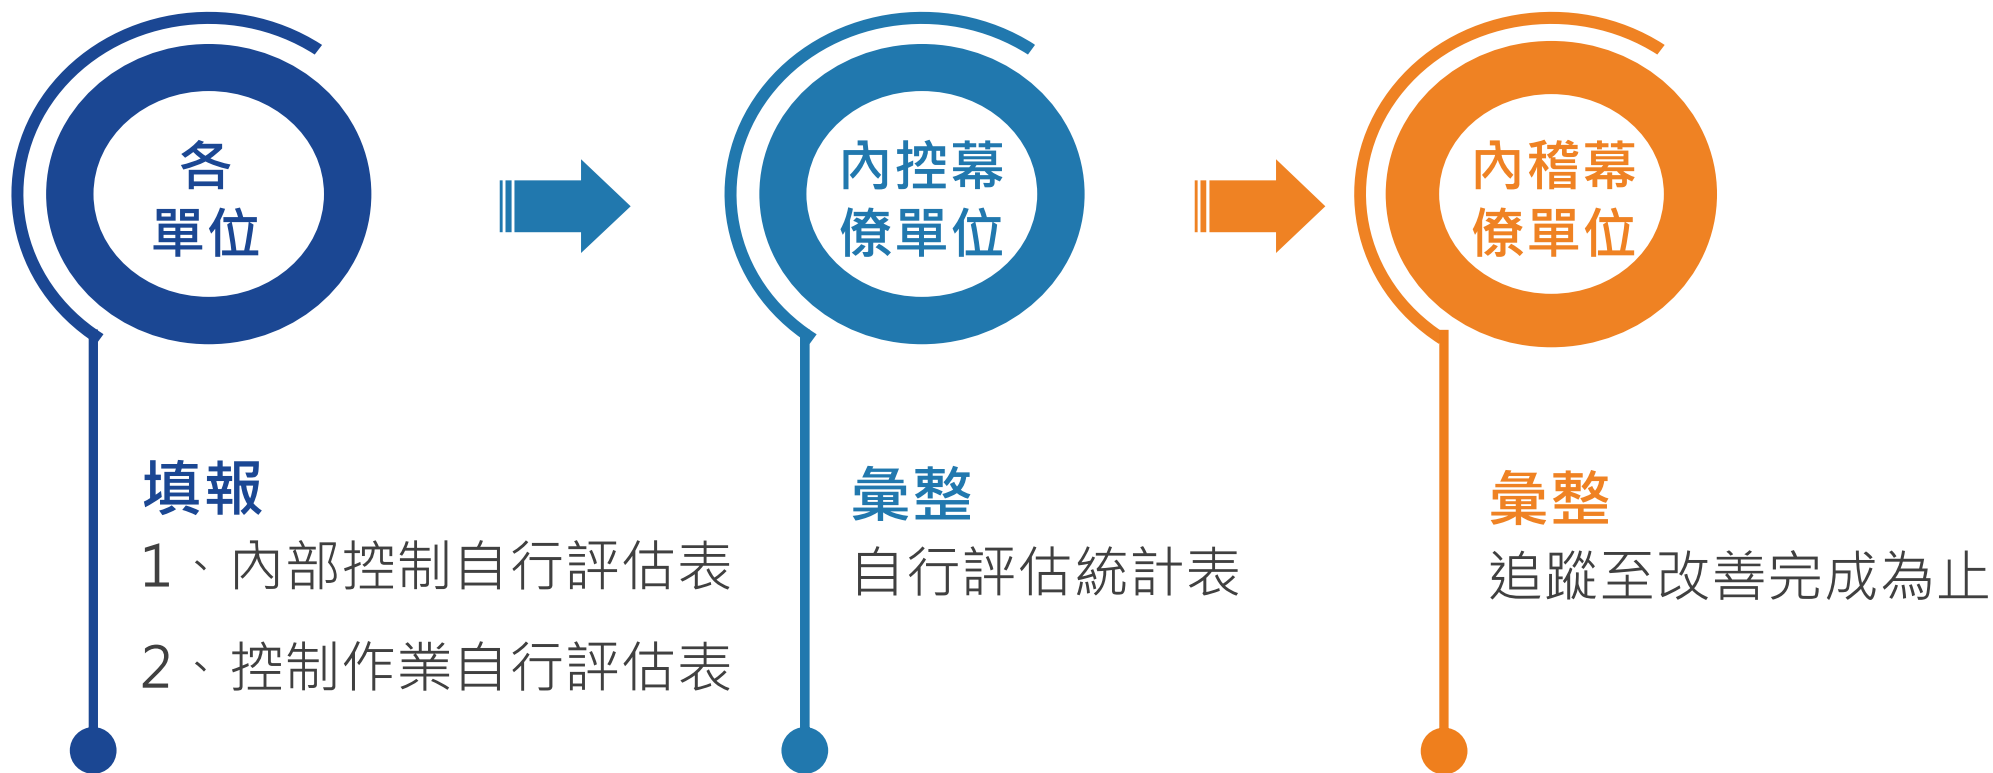 各
單位
內控幕
僚單位
內稽幕
僚單位
填報
1、內部控制自行評估表
2、控制作業自行評估表
彙整
自行評估統計表
彙整
追蹤至改善完成為止